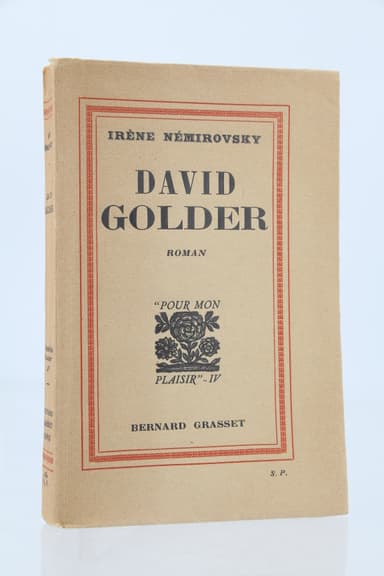 IRÈNE NÉMIROVSKY
DAVID
GOLDER
ROMAN
"POUR MON
PLAISIR"-IV
BERNARD GRASSET
S. P.